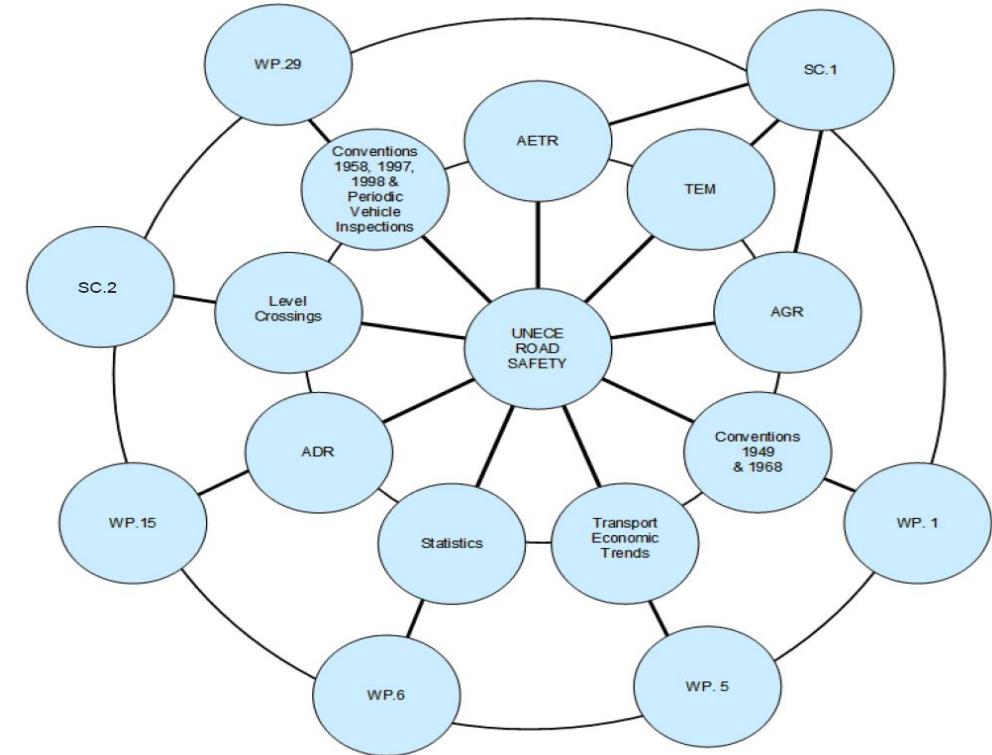 WP.29
SC.1
AETR
Conventions
1958, 1997,
1998 &
Periodic
Vehicle
Inspections
TEM
SC.2
Level
Crossings
AGR
UNECE
ROAD
SAFETY
Conventions
1949
& 1968
ADR
WP.15
WP. 1
Statistics
Transport
Economic
Trends
WP.6
WP. 5